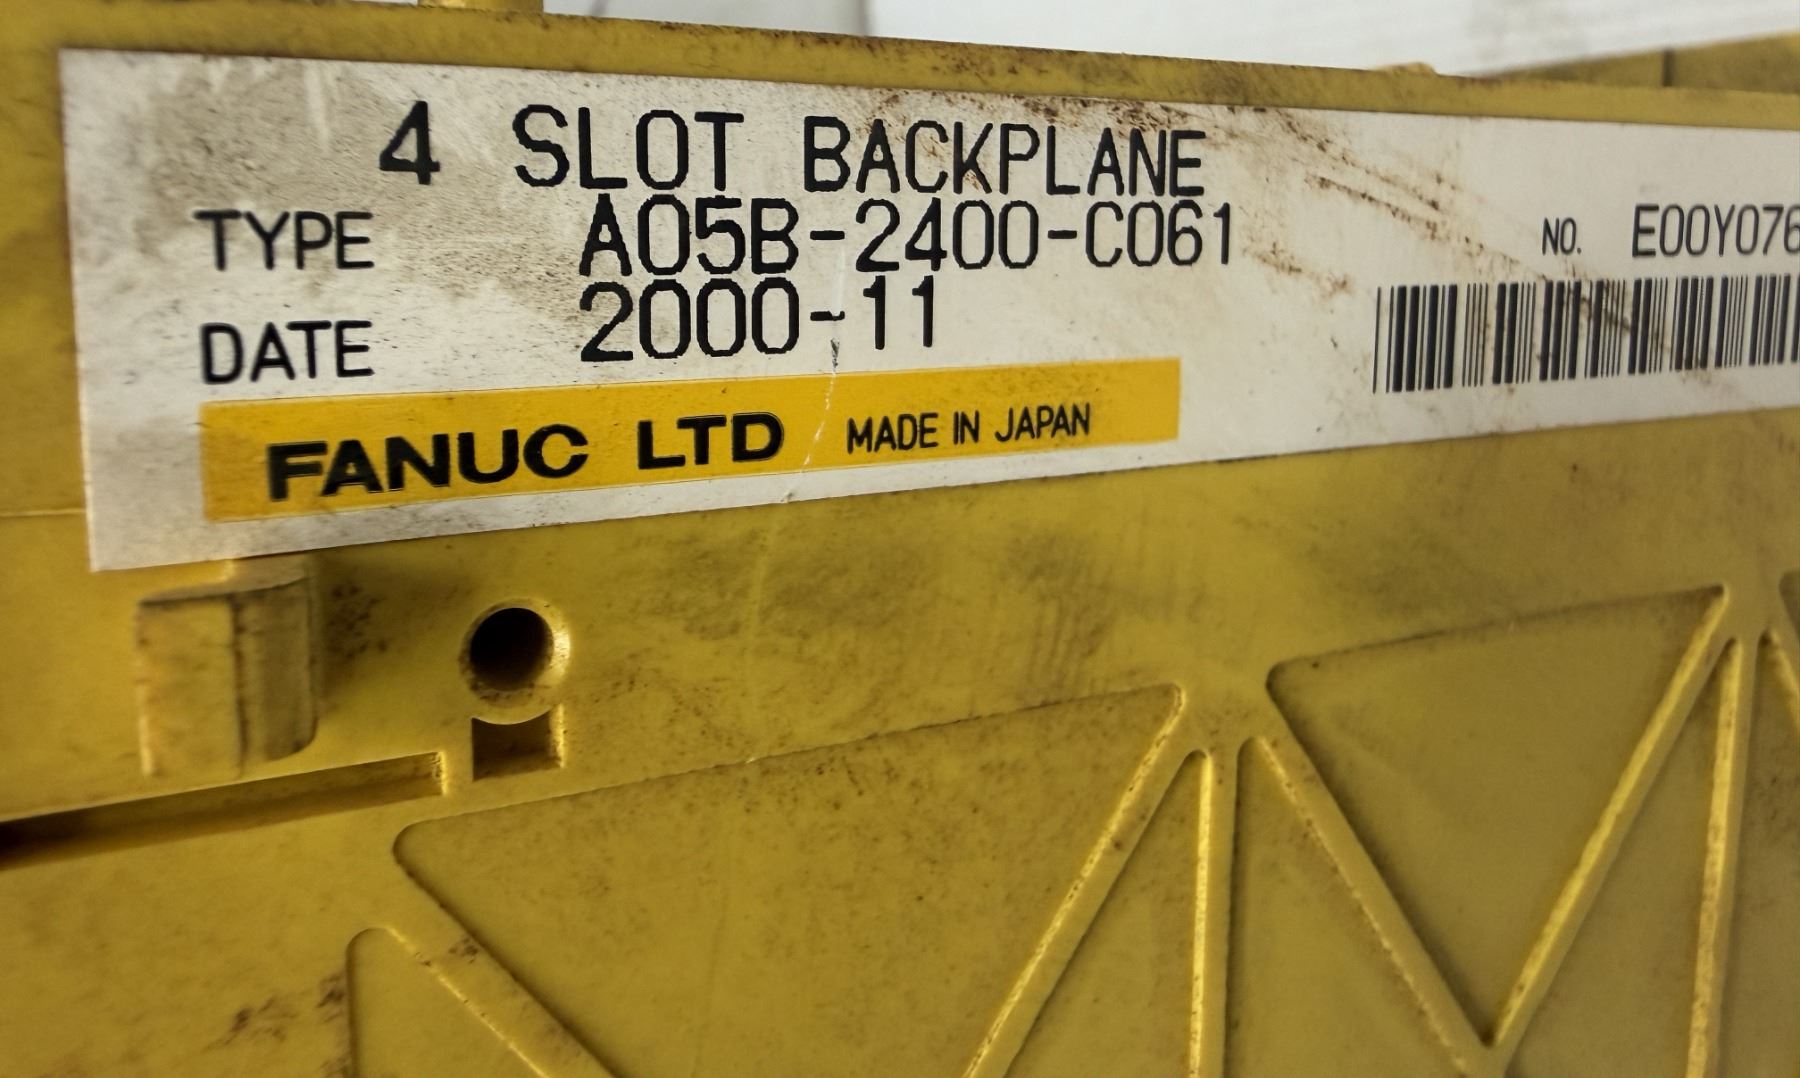 4 SLOT BACKPLANE
TYPE A05B-2400-C061
NO. E00Y076
DATE 2000-11
FANUC LTD MADE IN JAPAN